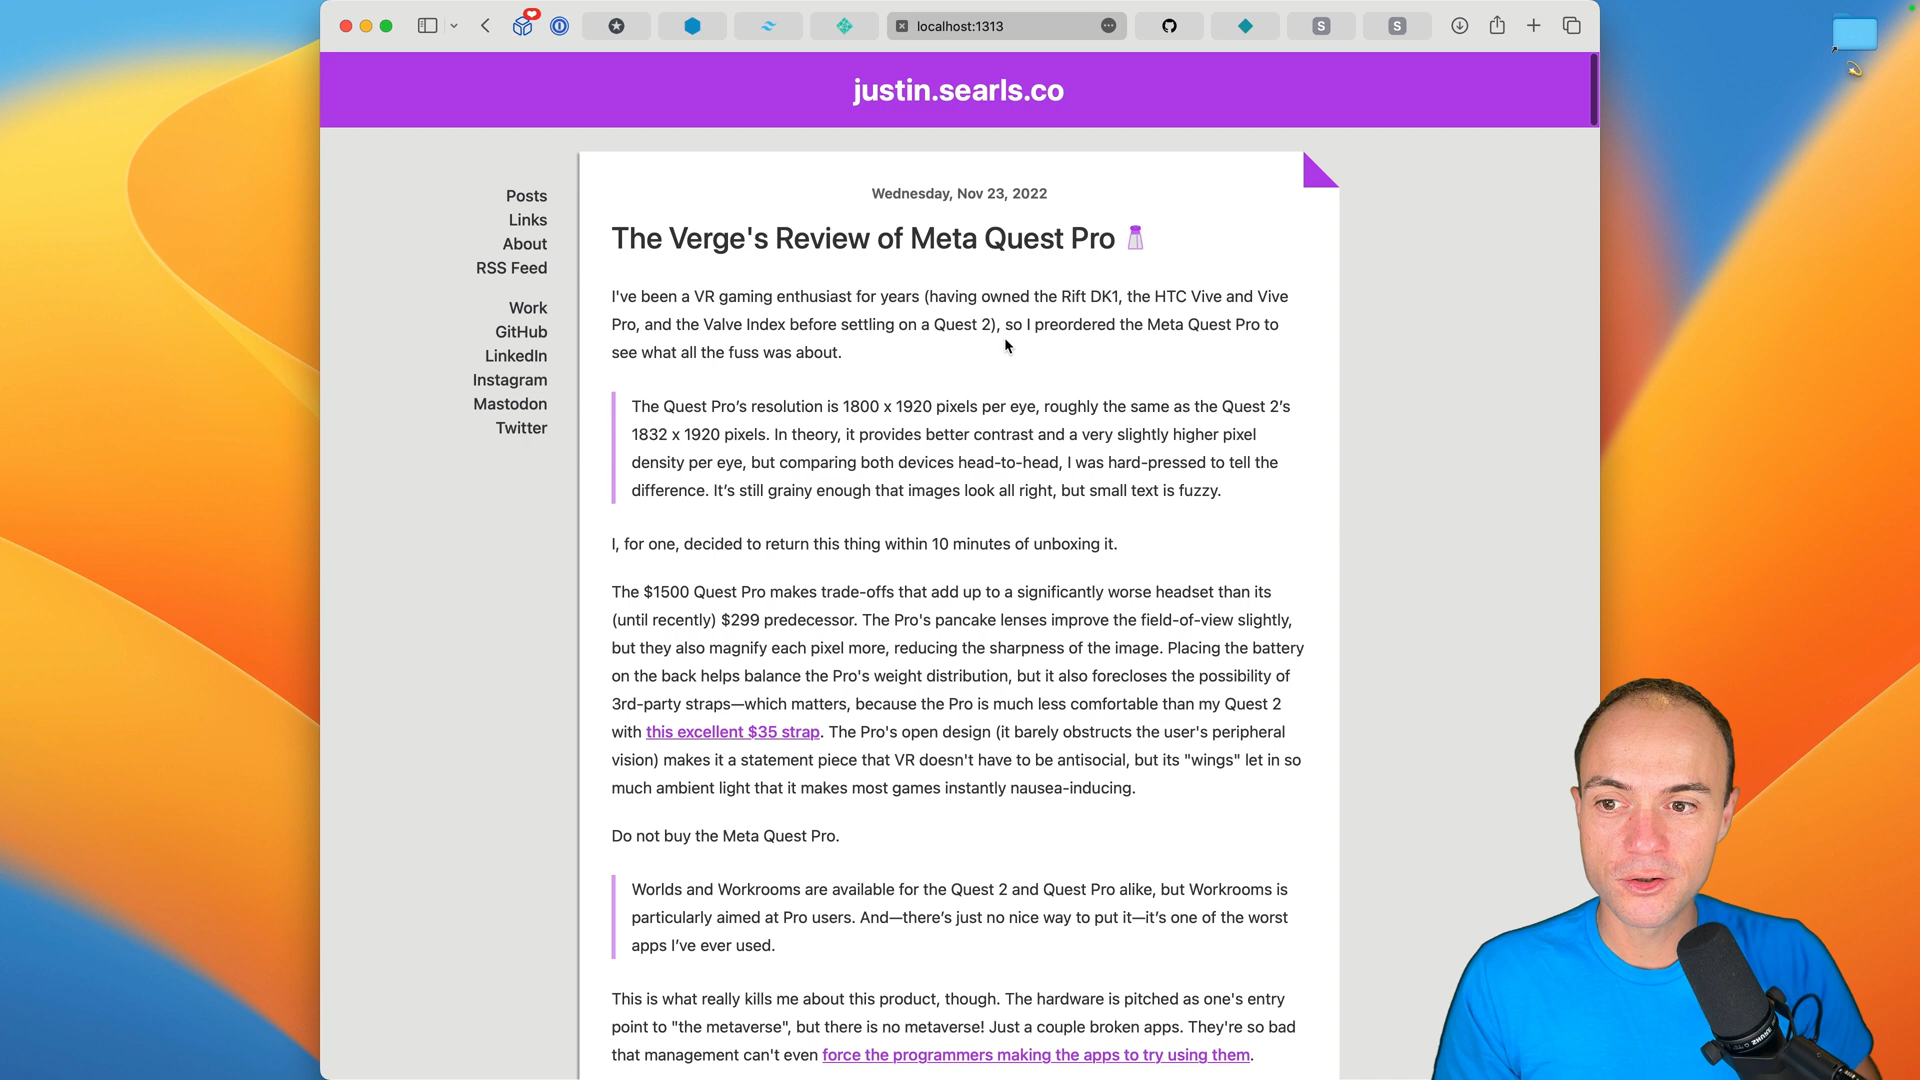 localhost:1313
S
S
justin.searls.co
Posts
Links
About
RSS Feed
Work
GitHub
LinkedIn
Instagram
Mastodon
Twitter
Wednesday, Nov 23, 2022
The Verge's Review of Meta Quest Pro
I've been a VR gaming enthusiast for years (having owned the Rift DK1, the HTC Vive and Vive
Pro, and the Valve Index before settling on a Quest 2), so I preordered the Meta Quest Pro to
see what all the fuss was about.
The Quest Pro’s resolution is 1800 x 1920 pixels per eye, roughly the same as the Quest 2’s
1832 x 1920 pixels. In theory, it provides better contrast and a very slightly higher pixel
density per eye, but comparing both devices head-to-head, I was hard-pressed to tell the
difference. It’s still grainy enough that images look all right, but small text is fuzzy.
I, for one, decided to return this thing within 10 minutes of unboxing it.
The $1500 Quest Pro makes trade-offs that add up to a significantly worse headset than its
(until recently) $299 predecessor. The Pro's pancake lenses improve the field-of-view slightly,
but they also magnify each pixel more, reducing the sharpness of the image. Placing the battery
on the back helps balance the Pro's weight distribution, but it also forecloses the possibility of
3rd-party straps—which matters, because the Pro is much less comfortable than my Quest 2
with this excellent $35 strap. The Pro's open design (it barely obstructs the user's peripheral
vision) makes it a statement piece that VR doesn't have to be antisocial, but its "wings" let in so
much ambient light that it makes most games instantly nausea-inducing.
Do not buy the Meta Quest Pro.
Worlds and Workrooms are available for the Quest 2 and Quest Pro alike, but Workrooms is
particularly aimed at Pro users. And—there’s just no nice way to put it—it’s one of the worst
apps I’ve ever used.
This is what really kills me about this product, though. The hardware is pitched as one's entry
point to "the metaverse", but there is no metaverse! Just a couple broken apps. They're so bad
that management can't even force the programmers making the apps to try using them.